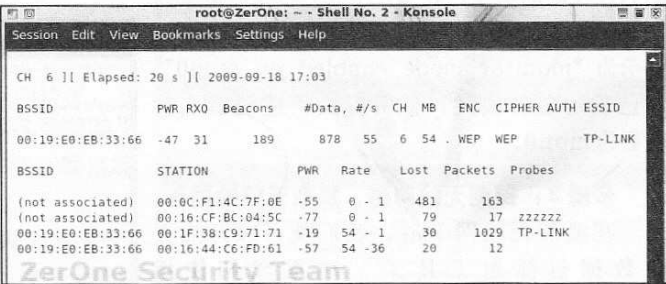 root@ZerOne: ~ - Shell No. 2 - Konsole
Session Edit View Bookmarks Settings Help
CH 6 ][ Elapsed: 20 s ][ 2009-09-18 17:03
BSSID PWR RXQ Beacons #Data, #/s CH MB ENC CIPHER AUTH ESSID
00:19:E0:EB:33:66 -47 31 189 878 55 6 54 . WEP WEP TP-LINK
BSSID STATION PWR Rate Lost Packets Probes
(not associated) 00:0C:F1:4C:7F:0E -55 0 - 1 481 163
(not associated) 00:16:CF:BC:04:5C -77 0 - 1 79 17 zzzzzz
00:19:E0:EB:33:66 00:1F:38:C9:71:71 -19 54 - 1 30 1029 TP-LINK
00:19:E0:EB:33:66 00:16:44:C6:FD:61 -57 54 -36 20 12
ZerOne Security Team